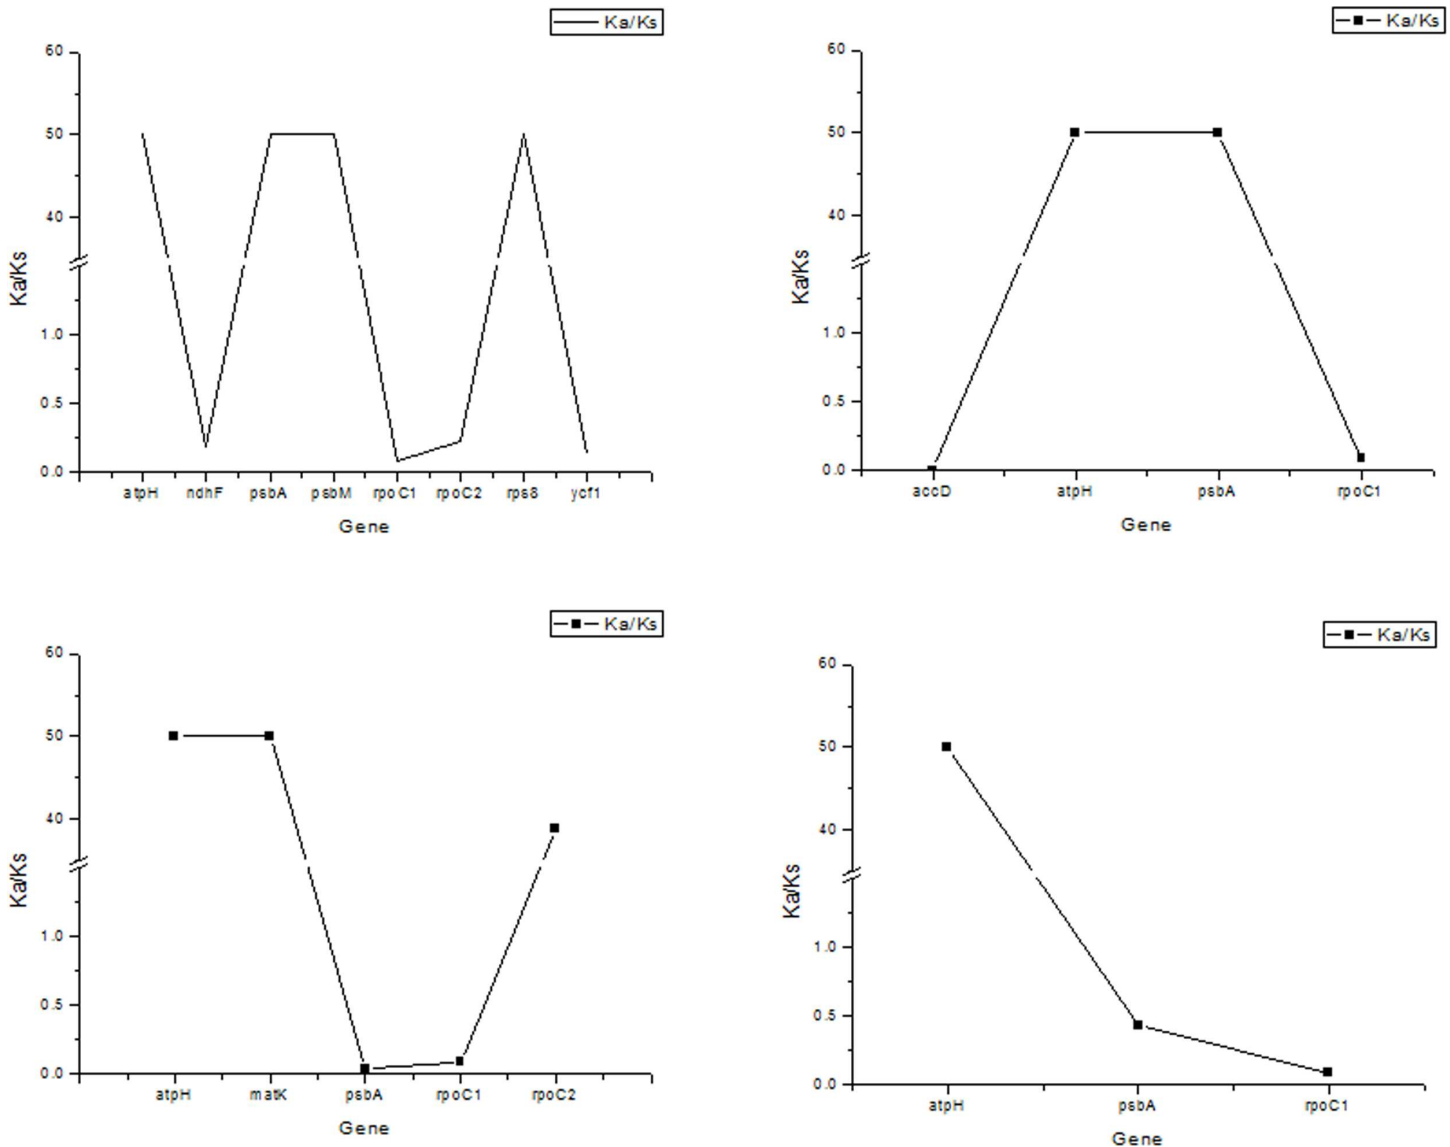 Ka/Ks
60
50
40
1.0
0.5
0.0
Ka/Ks
atpH ndhF psbA psbM rpoC1 rpoC2 rps8 ycf1
Gene
Ka/Ks
60
50
40
1.0
0.5
0.0
Ka/Ks
accD atpH psbA rpoC1
Gene
Ka/Ks
60
50
40
1.0
0.5
0.0
Ka/Ks
atpH matK psbA rpoC1 rpoC2
Gene
Ka/Ks
60
50
40
1.0
0.5
0.0
Ka/Ks
atpH psbA rpoC1
Gene